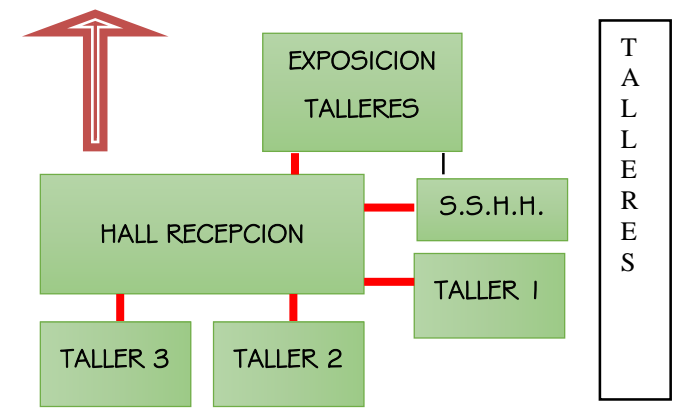 EXPOSICION
TALLERES
HALL RECEPCION
S.S.H.H.
TALLER 1
TALLER 3
TALLER 2
T
A
L
L
E
R
E
S